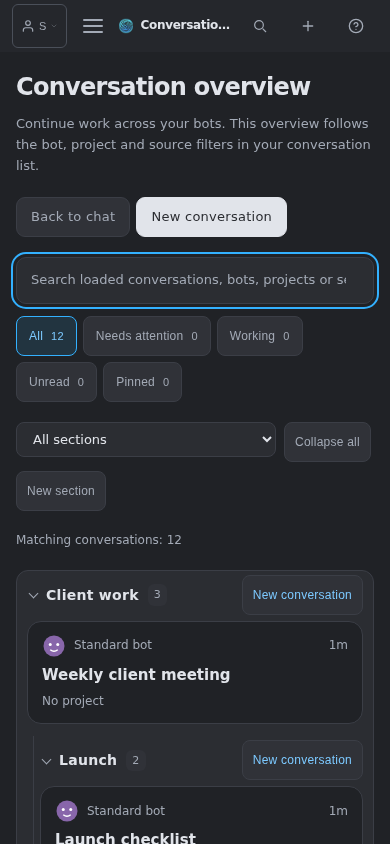 S
Conversatio...
Conversation overview
Continue work across your bots. This overview follows
the bot, project and source filters in your conversation
list.
Back to chat
New conversation
Search loaded conversations, bots, projects or se
All 12
Needs attention 0
Working 0
Unread 0
Pinned 0
All sections
Collapse all
New section
Matching conversations: 12
Client work 3
New conversation
Standard bot
1m
Weekly client meeting
No project
Launch 2
New conversation
Standard bot
1m
Launch checklist